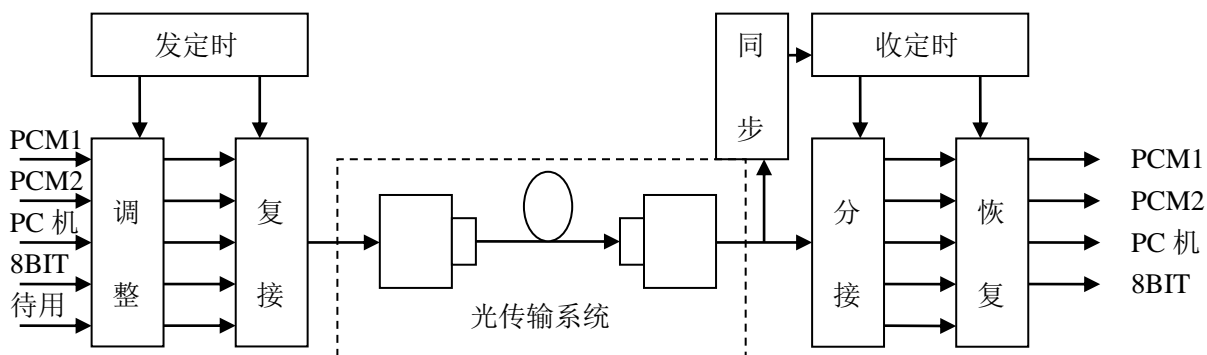 发定时
同步
收定时
PCM1
PCM2
PC 机
8BIT
待用
调整
复接
光传输系统
分接
恢复
PCM1
PCM2
PC 机
8BIT